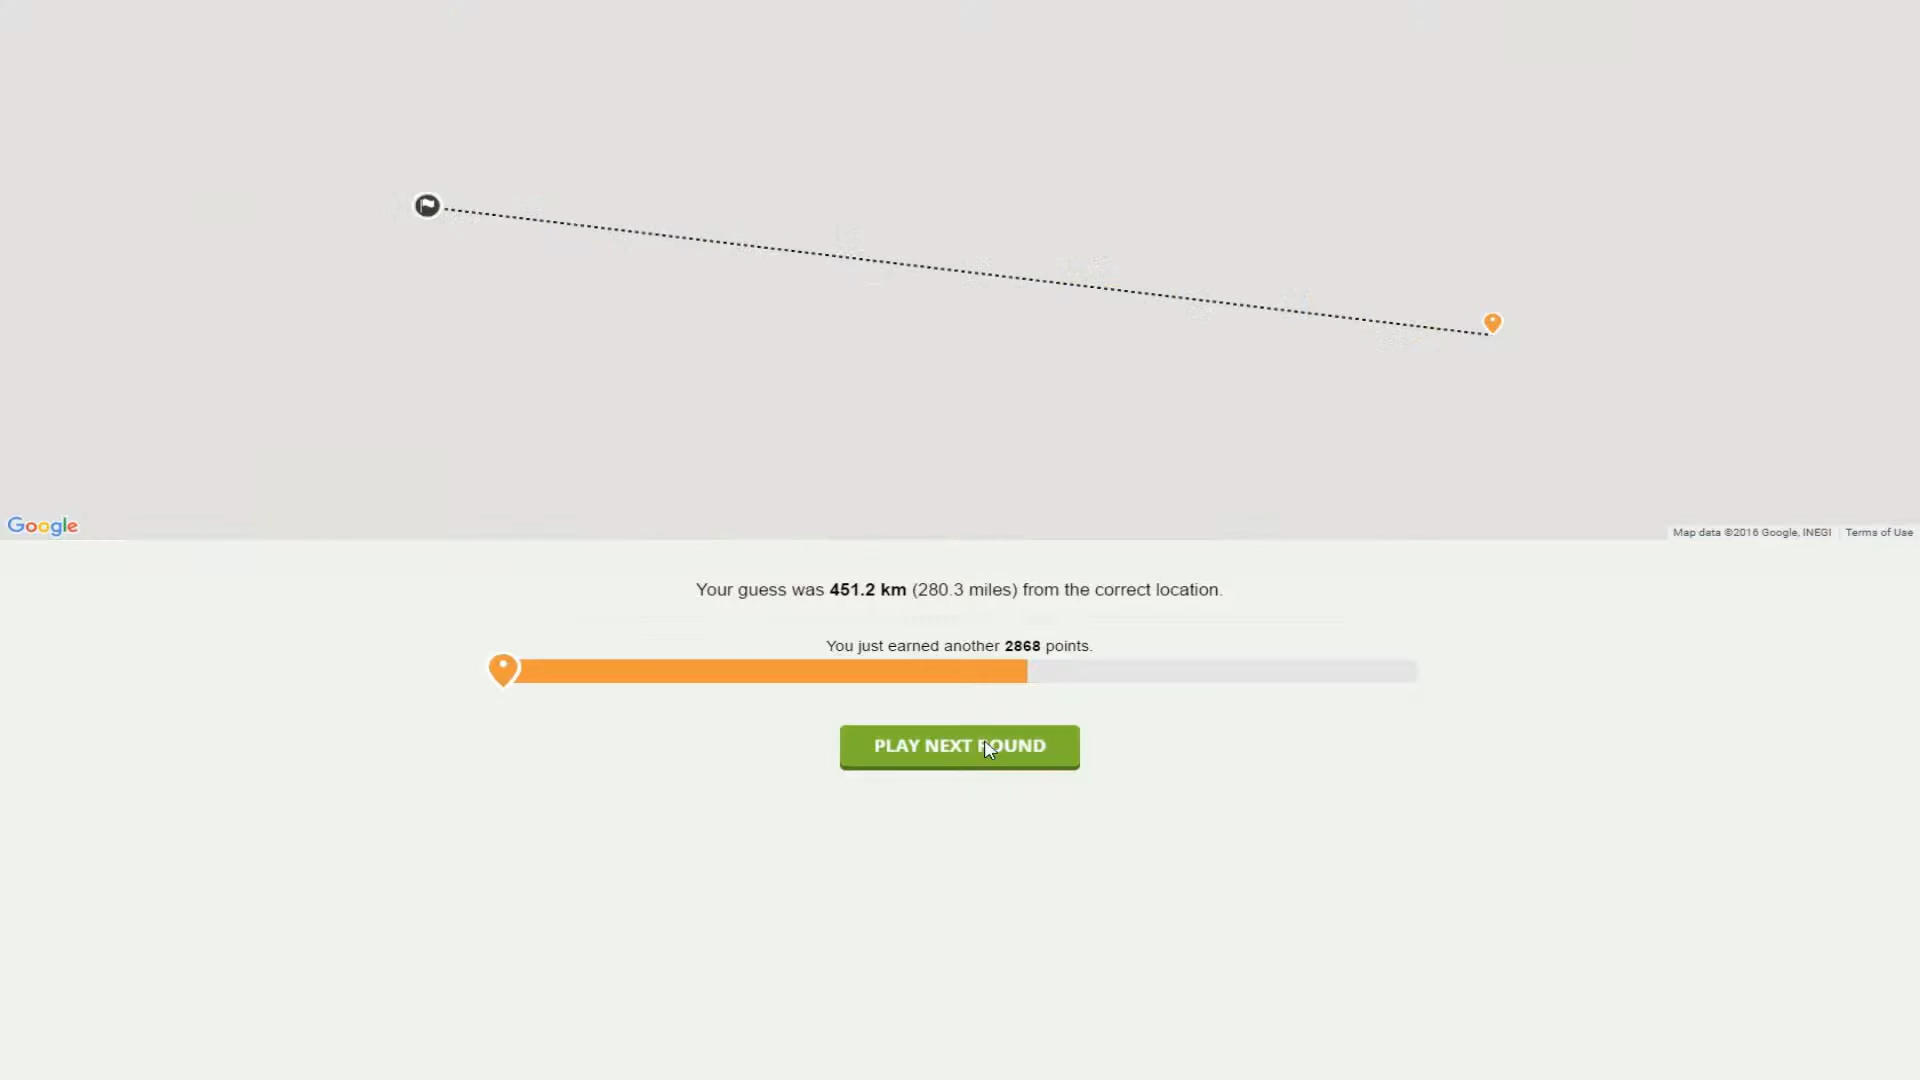 Google
Map data ©2016 Google, INEGI Terms of Use
Your guess was 451.2 km (280.3 miles) from the correct location.
You just earned another 2868 points.
PLAY NEXT ROUND